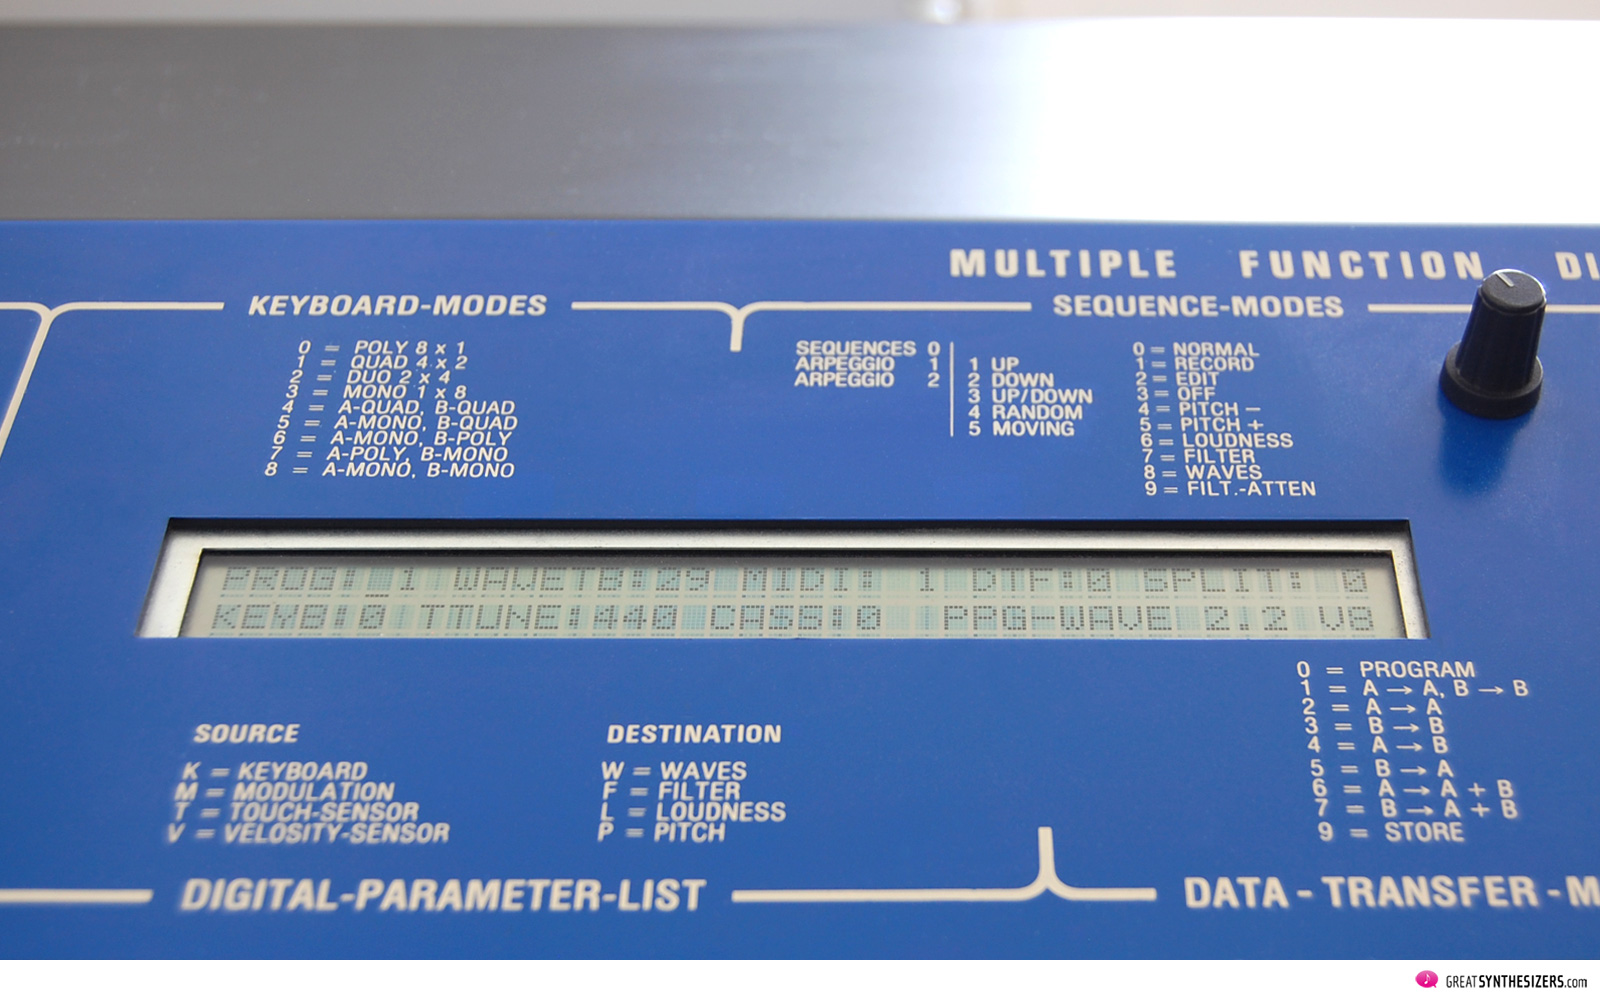 MULTIPLE FUNCTION DI
KEYBOARD-MODES
0 = POLY 8 x 1
1 = QUAD 4 x 2
2 = DUO 2 x 4
3 = MONO 1 x 8
4 = A-QUAD, B-QUAD
5 = A-MONO, B-QUAD
6 = A-MONO, B-POLY
7 = A-POLY, B-MONO
8 = A-MONO, B-MONO
SEQUENCE-MODES
SEQUENCES 0
ARPEGGIO 1
ARPEGGIO 2
1 UP
2 DOWN
3 UP/DOWN
4 RANDOM
5 MOVING
0 = NORMAL
1 = RECORD
2 = EDIT
3 = OFF
4 = PITCH –
5 = PITCH +
6 = LOUDNESS
7 = FILTER
8 = WAVES
9 = FILT.-ATTEN
PROG: _1 WAVETB:29 MIDI: 1 DTF:0 SPLIT: 0
KEYB:0 TTUNE:440 CASS:0 PPG-WAVE 2.2 V8
SOURCE
K = KEYBOARD
M = MODULATION
T = TOUCH-SENSOR
V = VELOSITY-SENSOR
DESTINATION
W = WAVES
F = FILTER
L = LOUDNESS
P = PITCH
0 = PROGRAM
1 = A → A, B → B
2 = A → A
3 = B → B
4 = A → B
5 = B → A
6 = A → A + B
7 = B → A + B
9 = STORE
DIGITAL-PARAMETER-LIST
DATA-TRANSFER-M
GREATSYNTHESIZERS.com